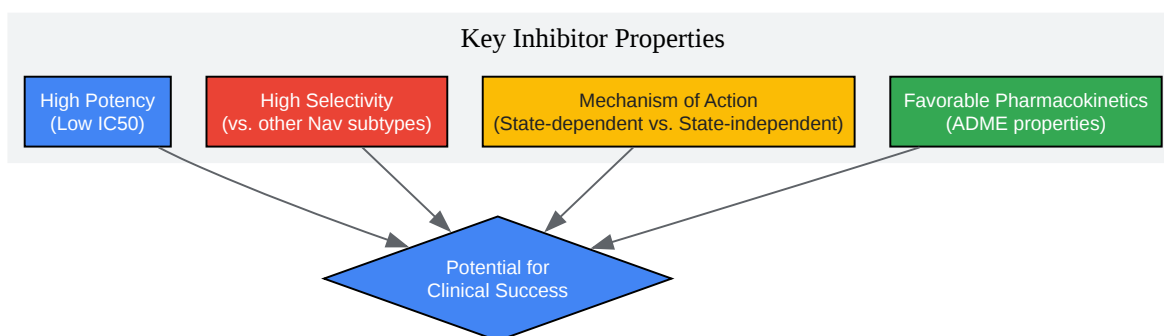 Key Inhibitor Properties
High Potency
(Low IC50)
High Selectivity
(vs. other Nav subtypes)
Mechanism of Action
(State-dependent vs. State-independent)
Favorable Pharmacokinetics
(ADME properties)
Potential for
Clinical Success